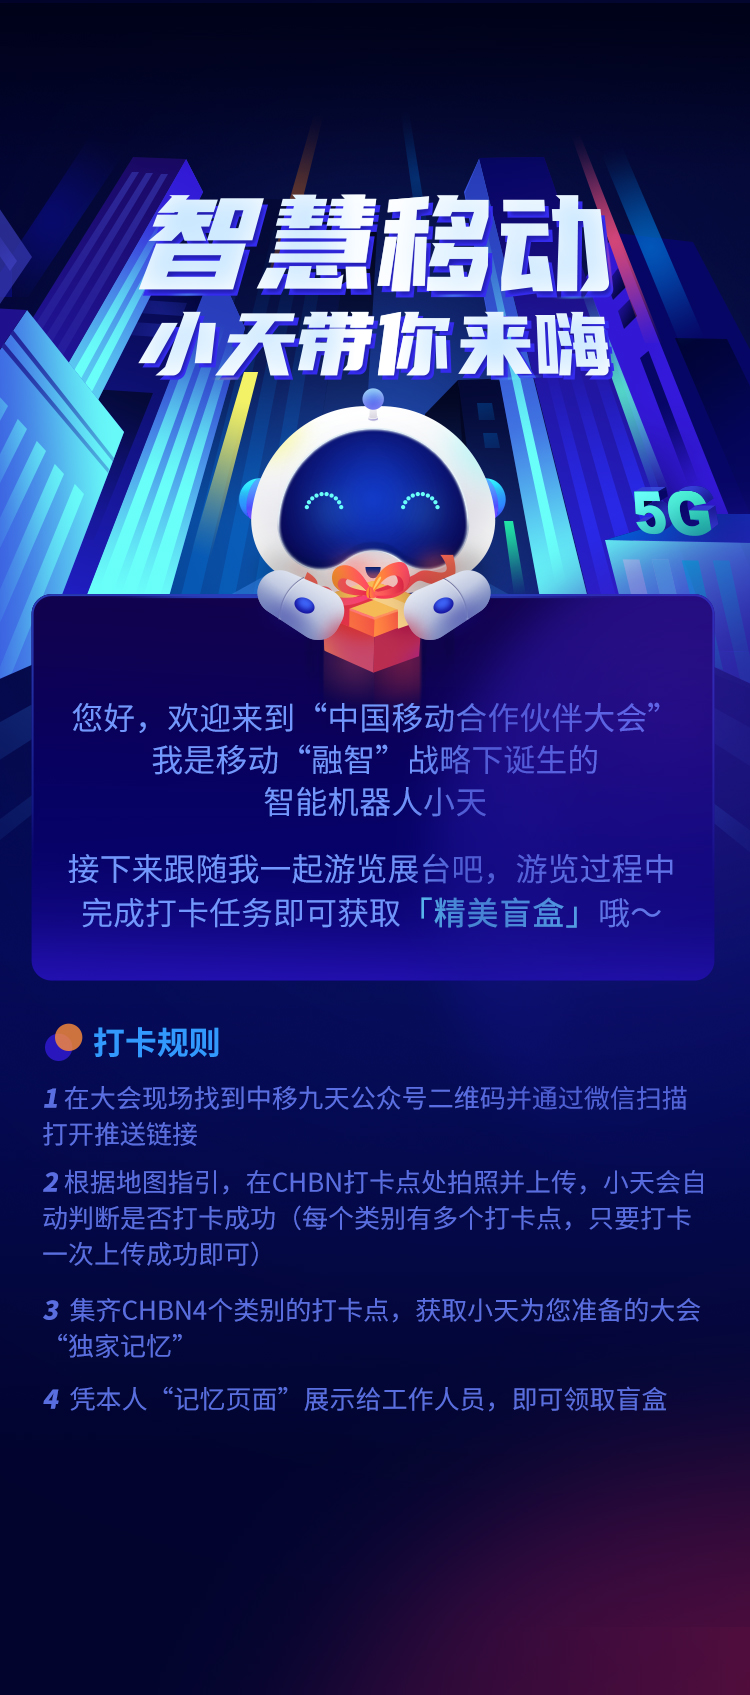 智慧移动
小天带你来嗨
5G
您好，欢迎来到“中国移动合作伙伴大会”
我是移动“融智”战略下诞生的
智能机器人小天
接下来跟随我一起游览展台吧，游览过程中
完成打卡任务即可获取「精美盲盒」哦～
打卡规则
1 在大会现场找到中移九天公众号二维码并通过微信扫描
打开推送链接
2 根据地图指引，在CHBN打卡点处拍照并上传，小天会自
动判断是否打卡成功（每个类别有多个打卡点，只要打卡
一次上传成功即可）
3 集齐CHBN4个类别的打卡点，获取小天为您准备的大会
“独家记忆”
4 凭本人“记忆页面”展示给工作人员，即可领取盲盒